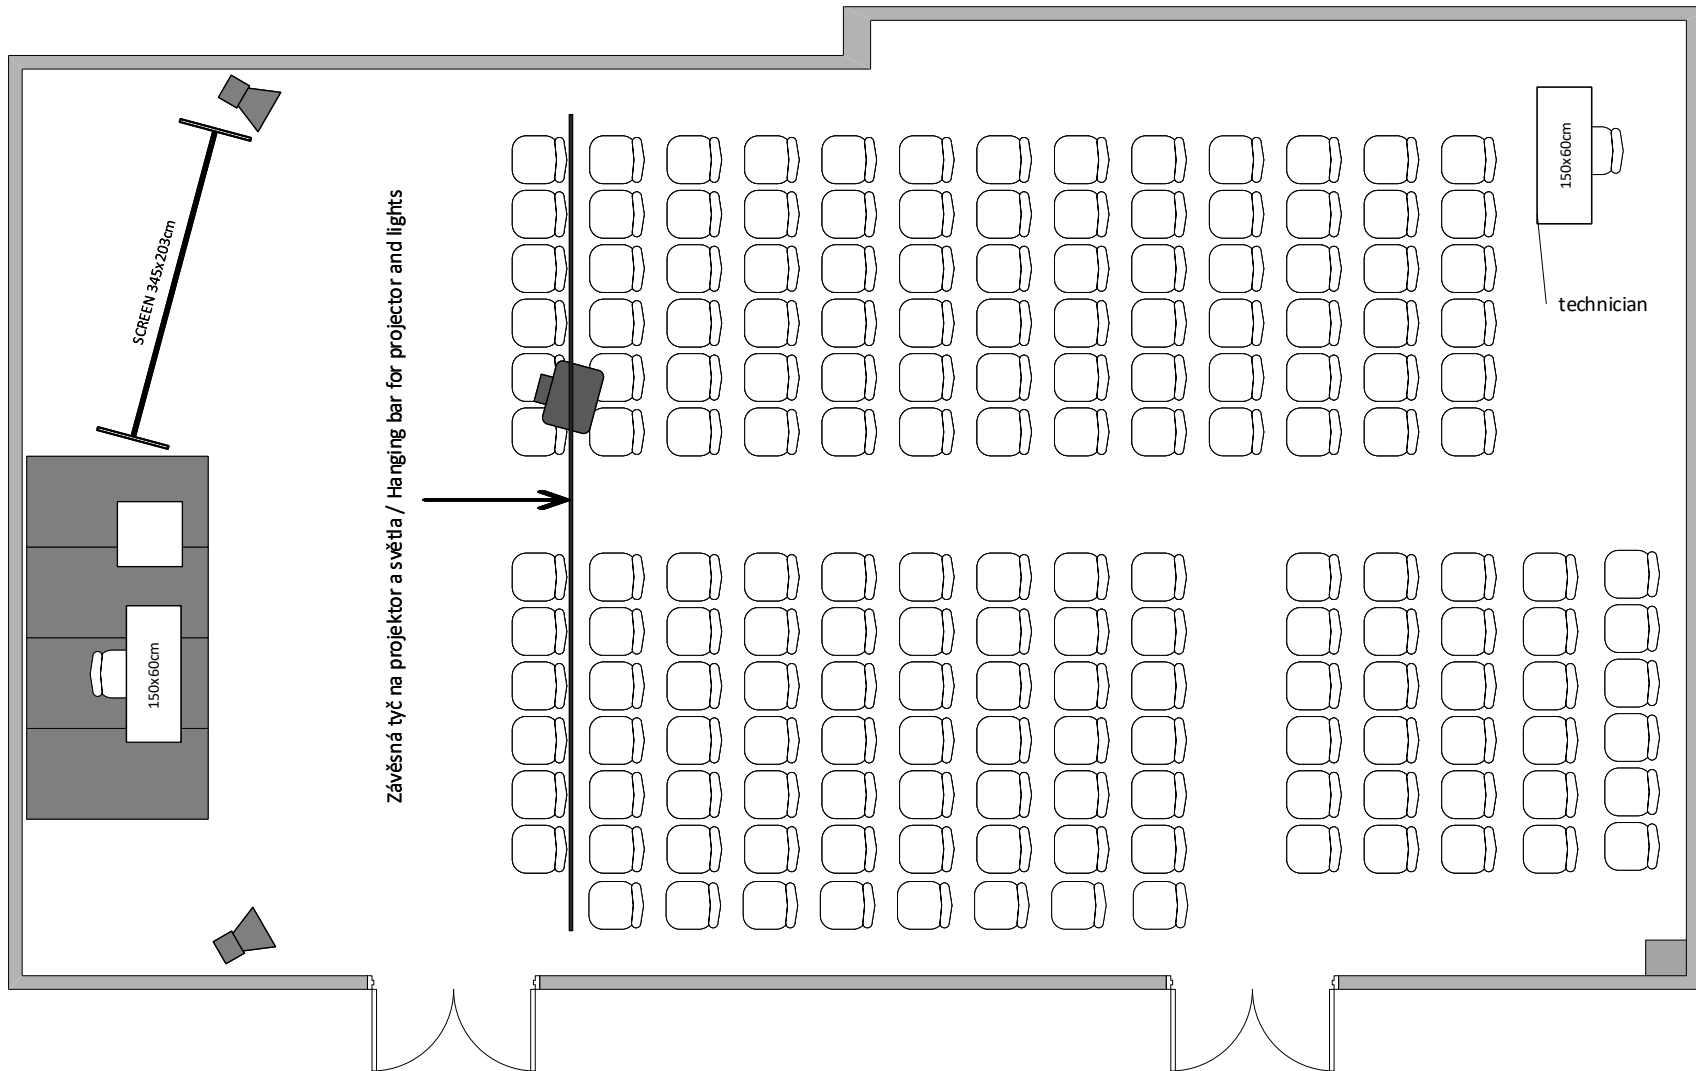 SCREEN 345x203cm
Závěsná tyč na projektor a světla / Hanging bar for projector and lights
150x60cm
technician
150x60cm